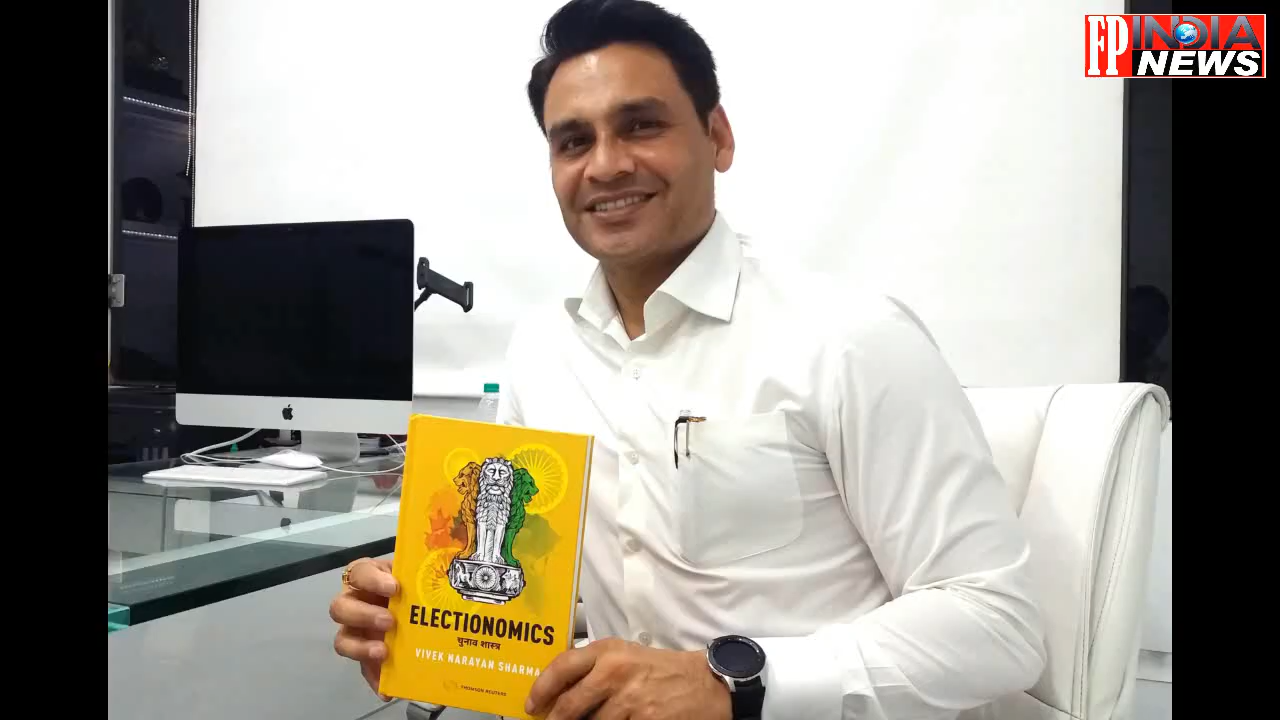 FP INDIA
NEWS
ELECTIONOMICS
चुनाव शास्त्र
VIVEK NARAYAN SHARMA
THOMSON REUTERS